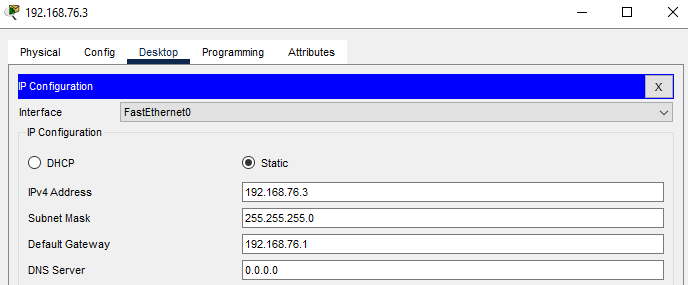 192.168.76.3
Physical Config Desktop Programming Attributes
IP Configuration X
Interface FastEthernet0
IP Configuration
DHCP Static
IPv4 Address 192.168.76.3
Subnet Mask 255.255.255.0
Default Gateway 192.168.76.1
DNS Server 0.0.0.0